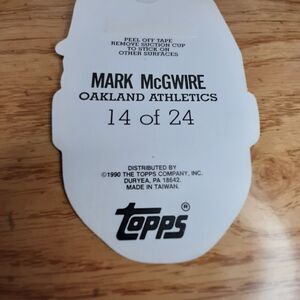 PEEL OFF TAPE
REMOVE SUCTION CUP
TO STICK ON
OTHER SURFACES
MARK McGWIRE
OAKLAND ATHLETICS
14 of 24
DISTRIBUTED BY
©1990 THE TOPPS COMPANY, INC.
DURYEA, PA 18642.
MADE IN TAIWAN.
TOPPS®